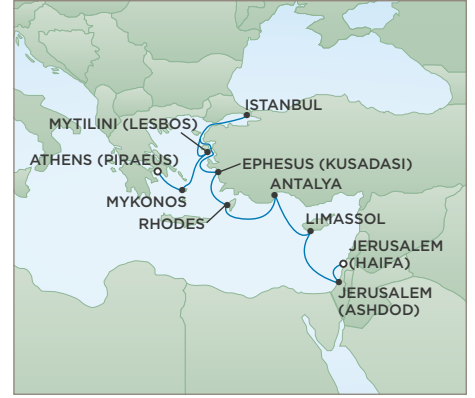 ISTANBUL
MYTILINI (LESBOS)
ATHENS (PIRAEUS)
EPHESUS (KUSADASI)
ANTALYA
MYKONOS
RHODES
LIMASSOL
JERUSALEM
(HAIFA)
JERUSALEM
(ASHDOD)